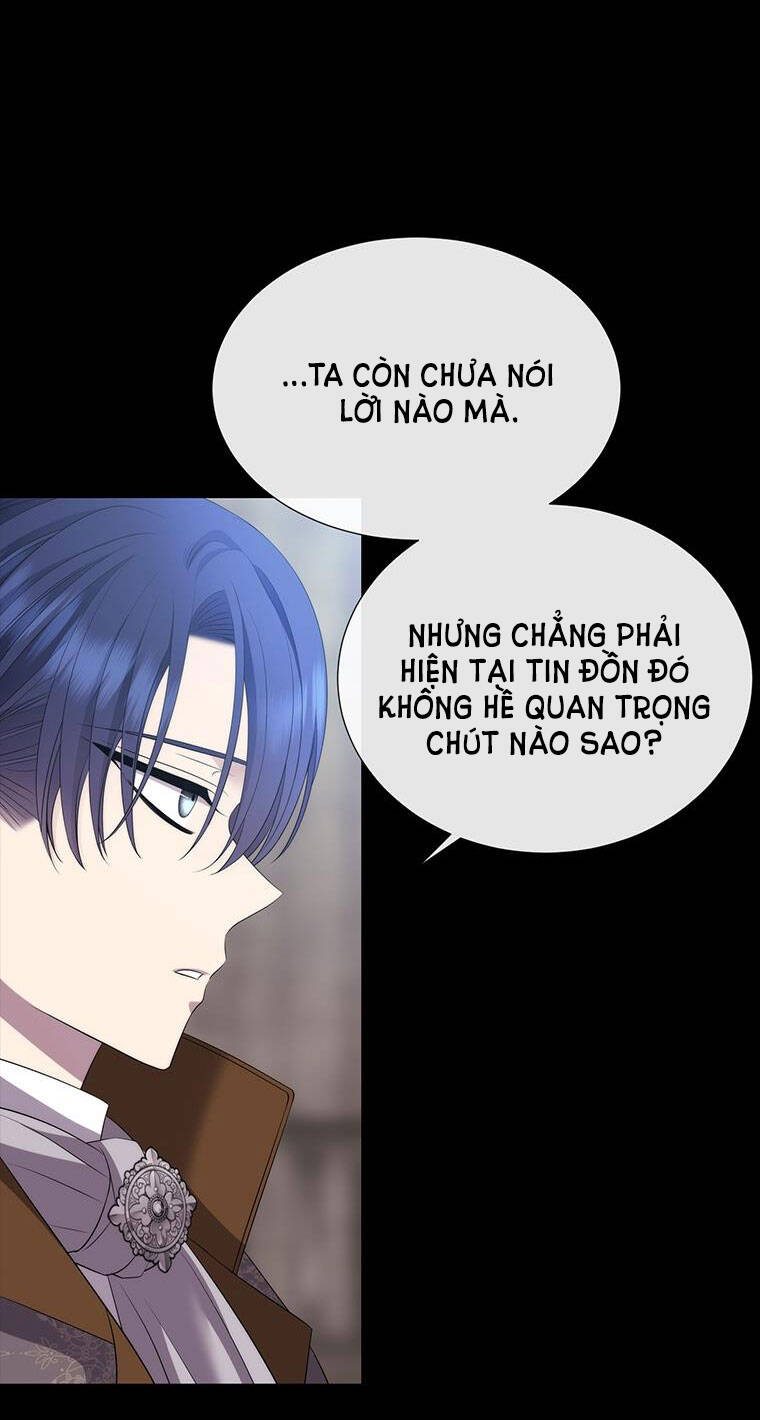 ...TA CÒN CHƯA NÓI
LỜI NÀO MÀ.
NHƯNG CHẲNG PHẢI
HIỆN TẠI TIN ĐỒN ĐÓ
KHÔNG HỀ QUAN TRỌNG
CHÚT NÀO SAO?